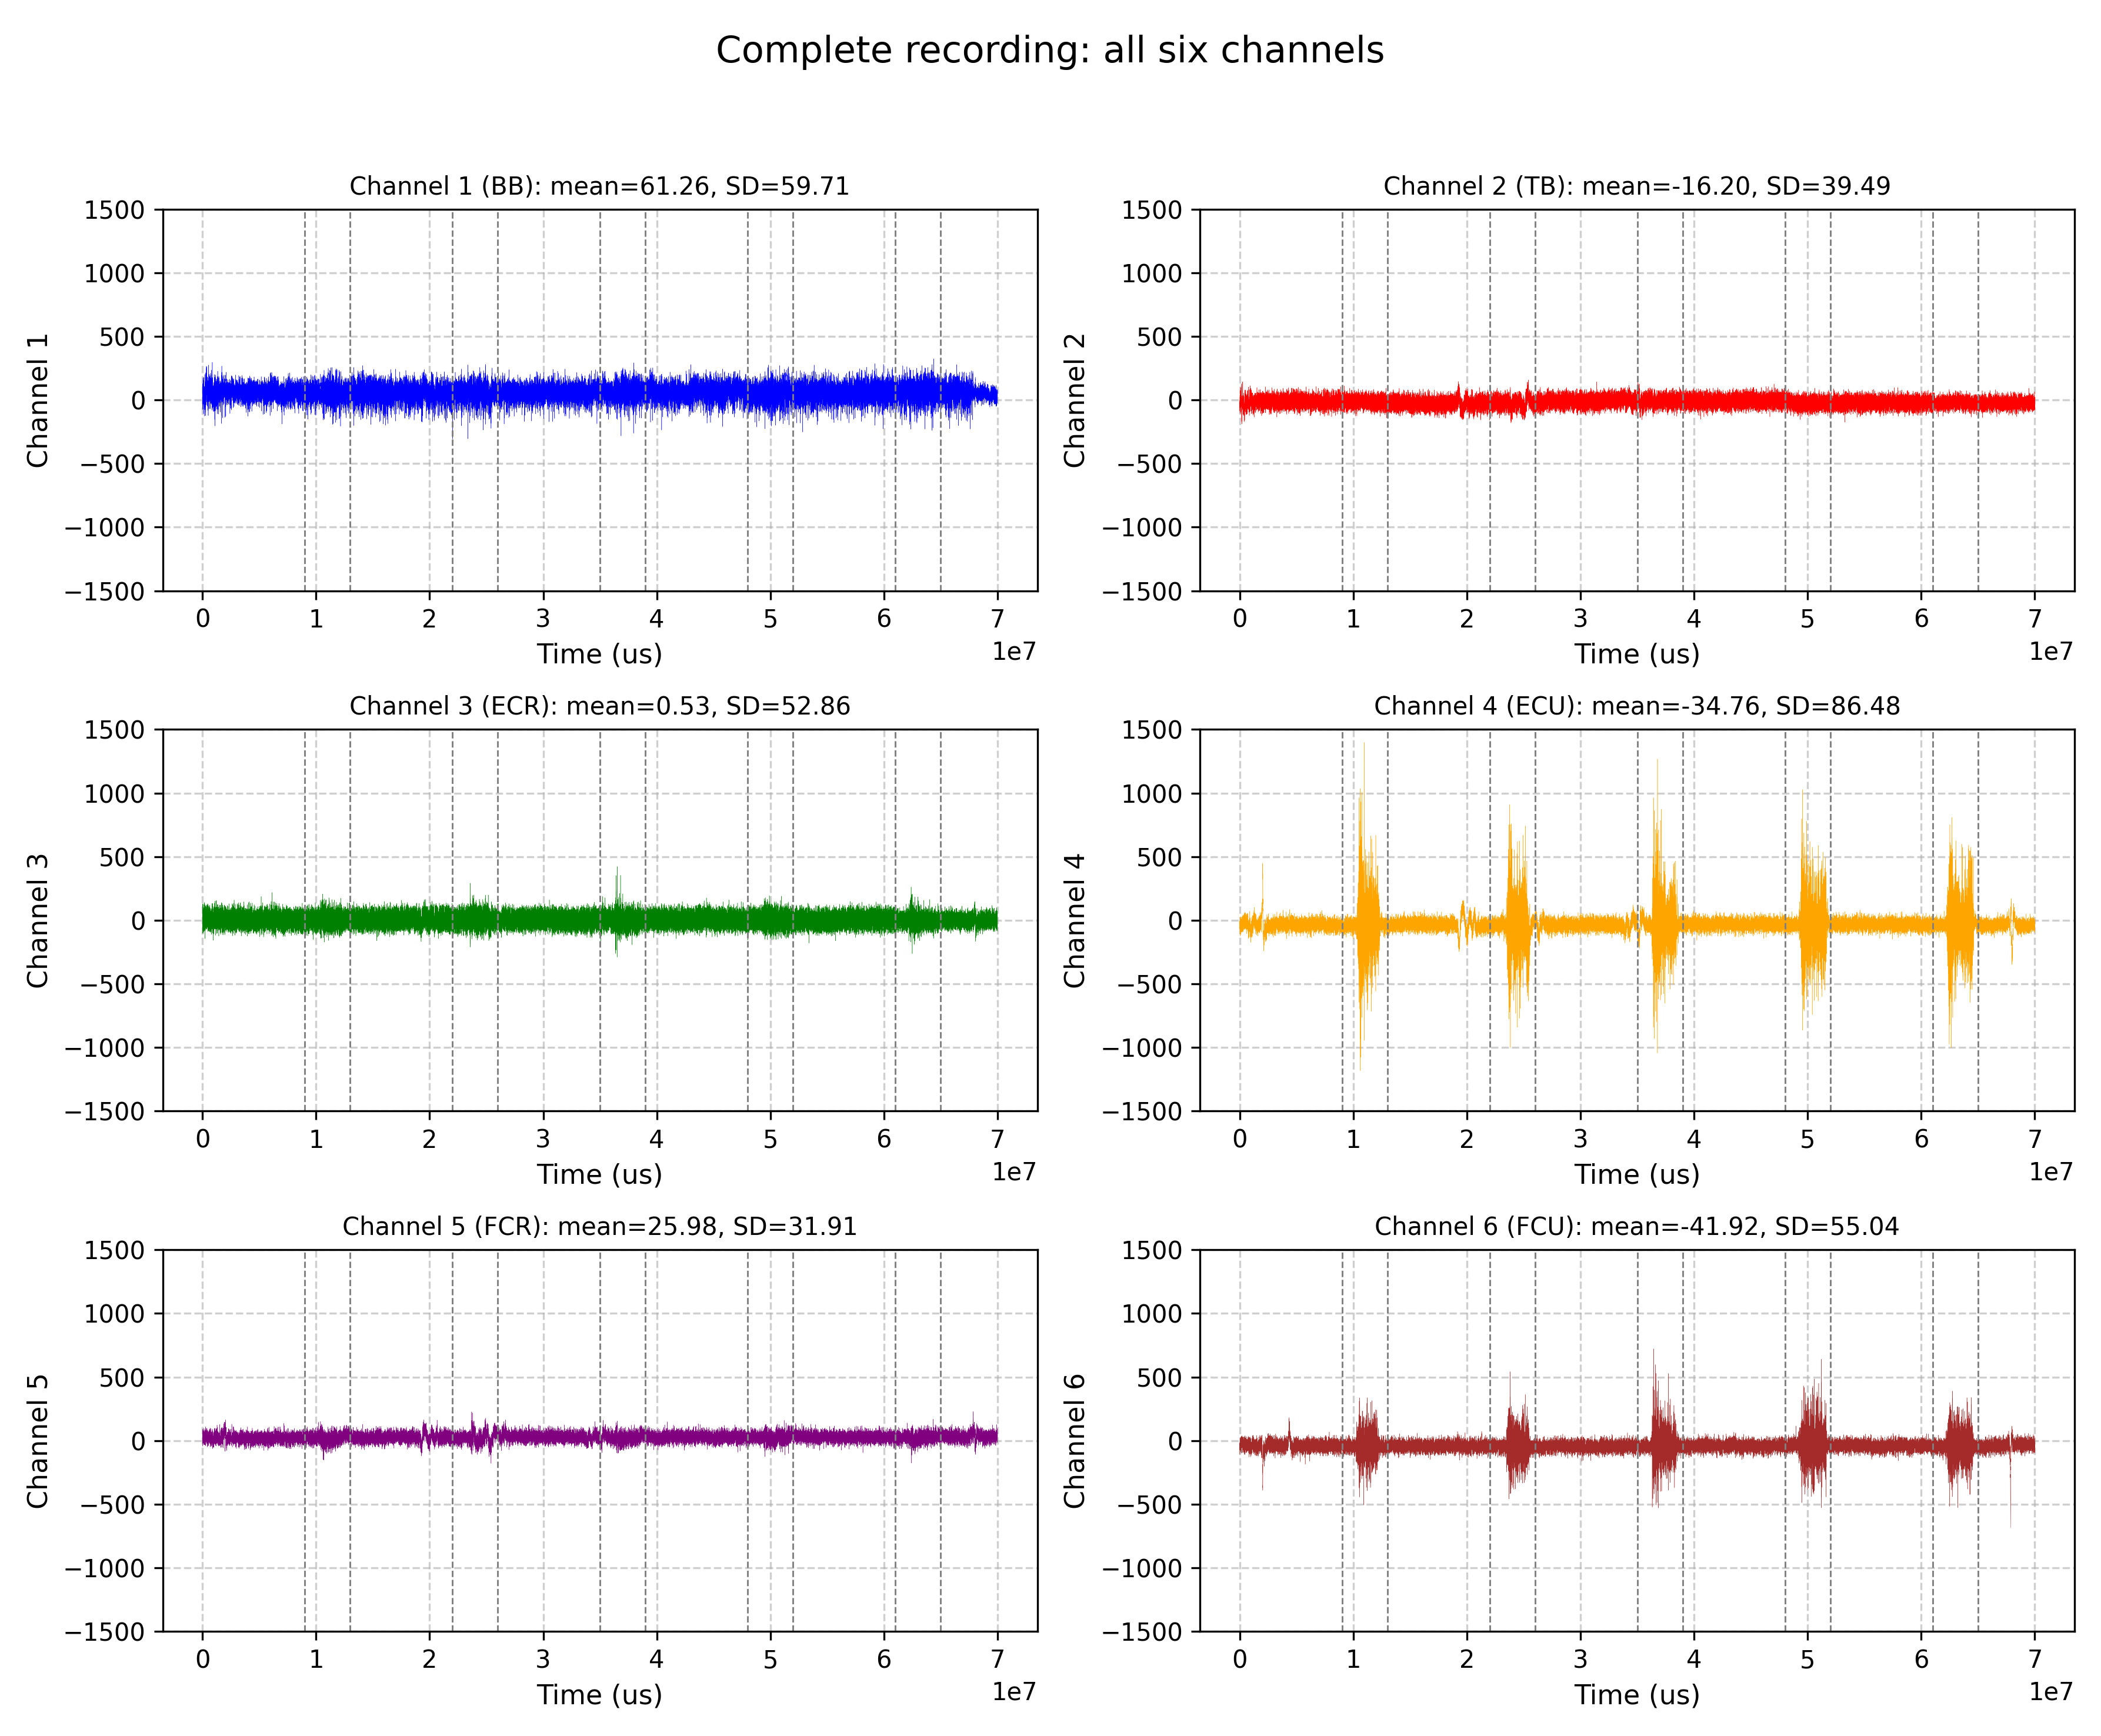 Complete recording: all six channels
Channel 1 (BB): mean=61.26, SD=59.71
Channel 1
1500
1000
500
0
−500
−1000
−1500
0 1 2 3 4 5 6 7
1e7
Time (us)
Channel 2 (TB): mean=-16.20, SD=39.49
Channel 2
1500
1000
500
0
−500
−1000
−1500
0 1 2 3 4 5 6 7
1e7
Time (us)
Channel 3 (ECR): mean=0.53, SD=52.86
Channel 3
1500
1000
500
0
−500
−1000
−1500
0 1 2 3 4 5 6 7
1e7
Time (us)
Channel 4 (ECU): mean=-34.76, SD=86.48
Channel 4
1500
1000
500
0
−500
−1000
−1500
0 1 2 3 4 5 6 7
1e7
Time (us)
Channel 5 (FCR): mean=25.98, SD=31.91
Channel 5
1500
1000
500
0
−500
−1000
−1500
0 1 2 3 4 5 6 7
1e7
Time (us)
Channel 6 (FCU): mean=-41.92, SD=55.04
Channel 6
1500
1000
500
0
−500
−1000
−1500
0 1 2 3 4 5 6 7
1e7
Time (us)